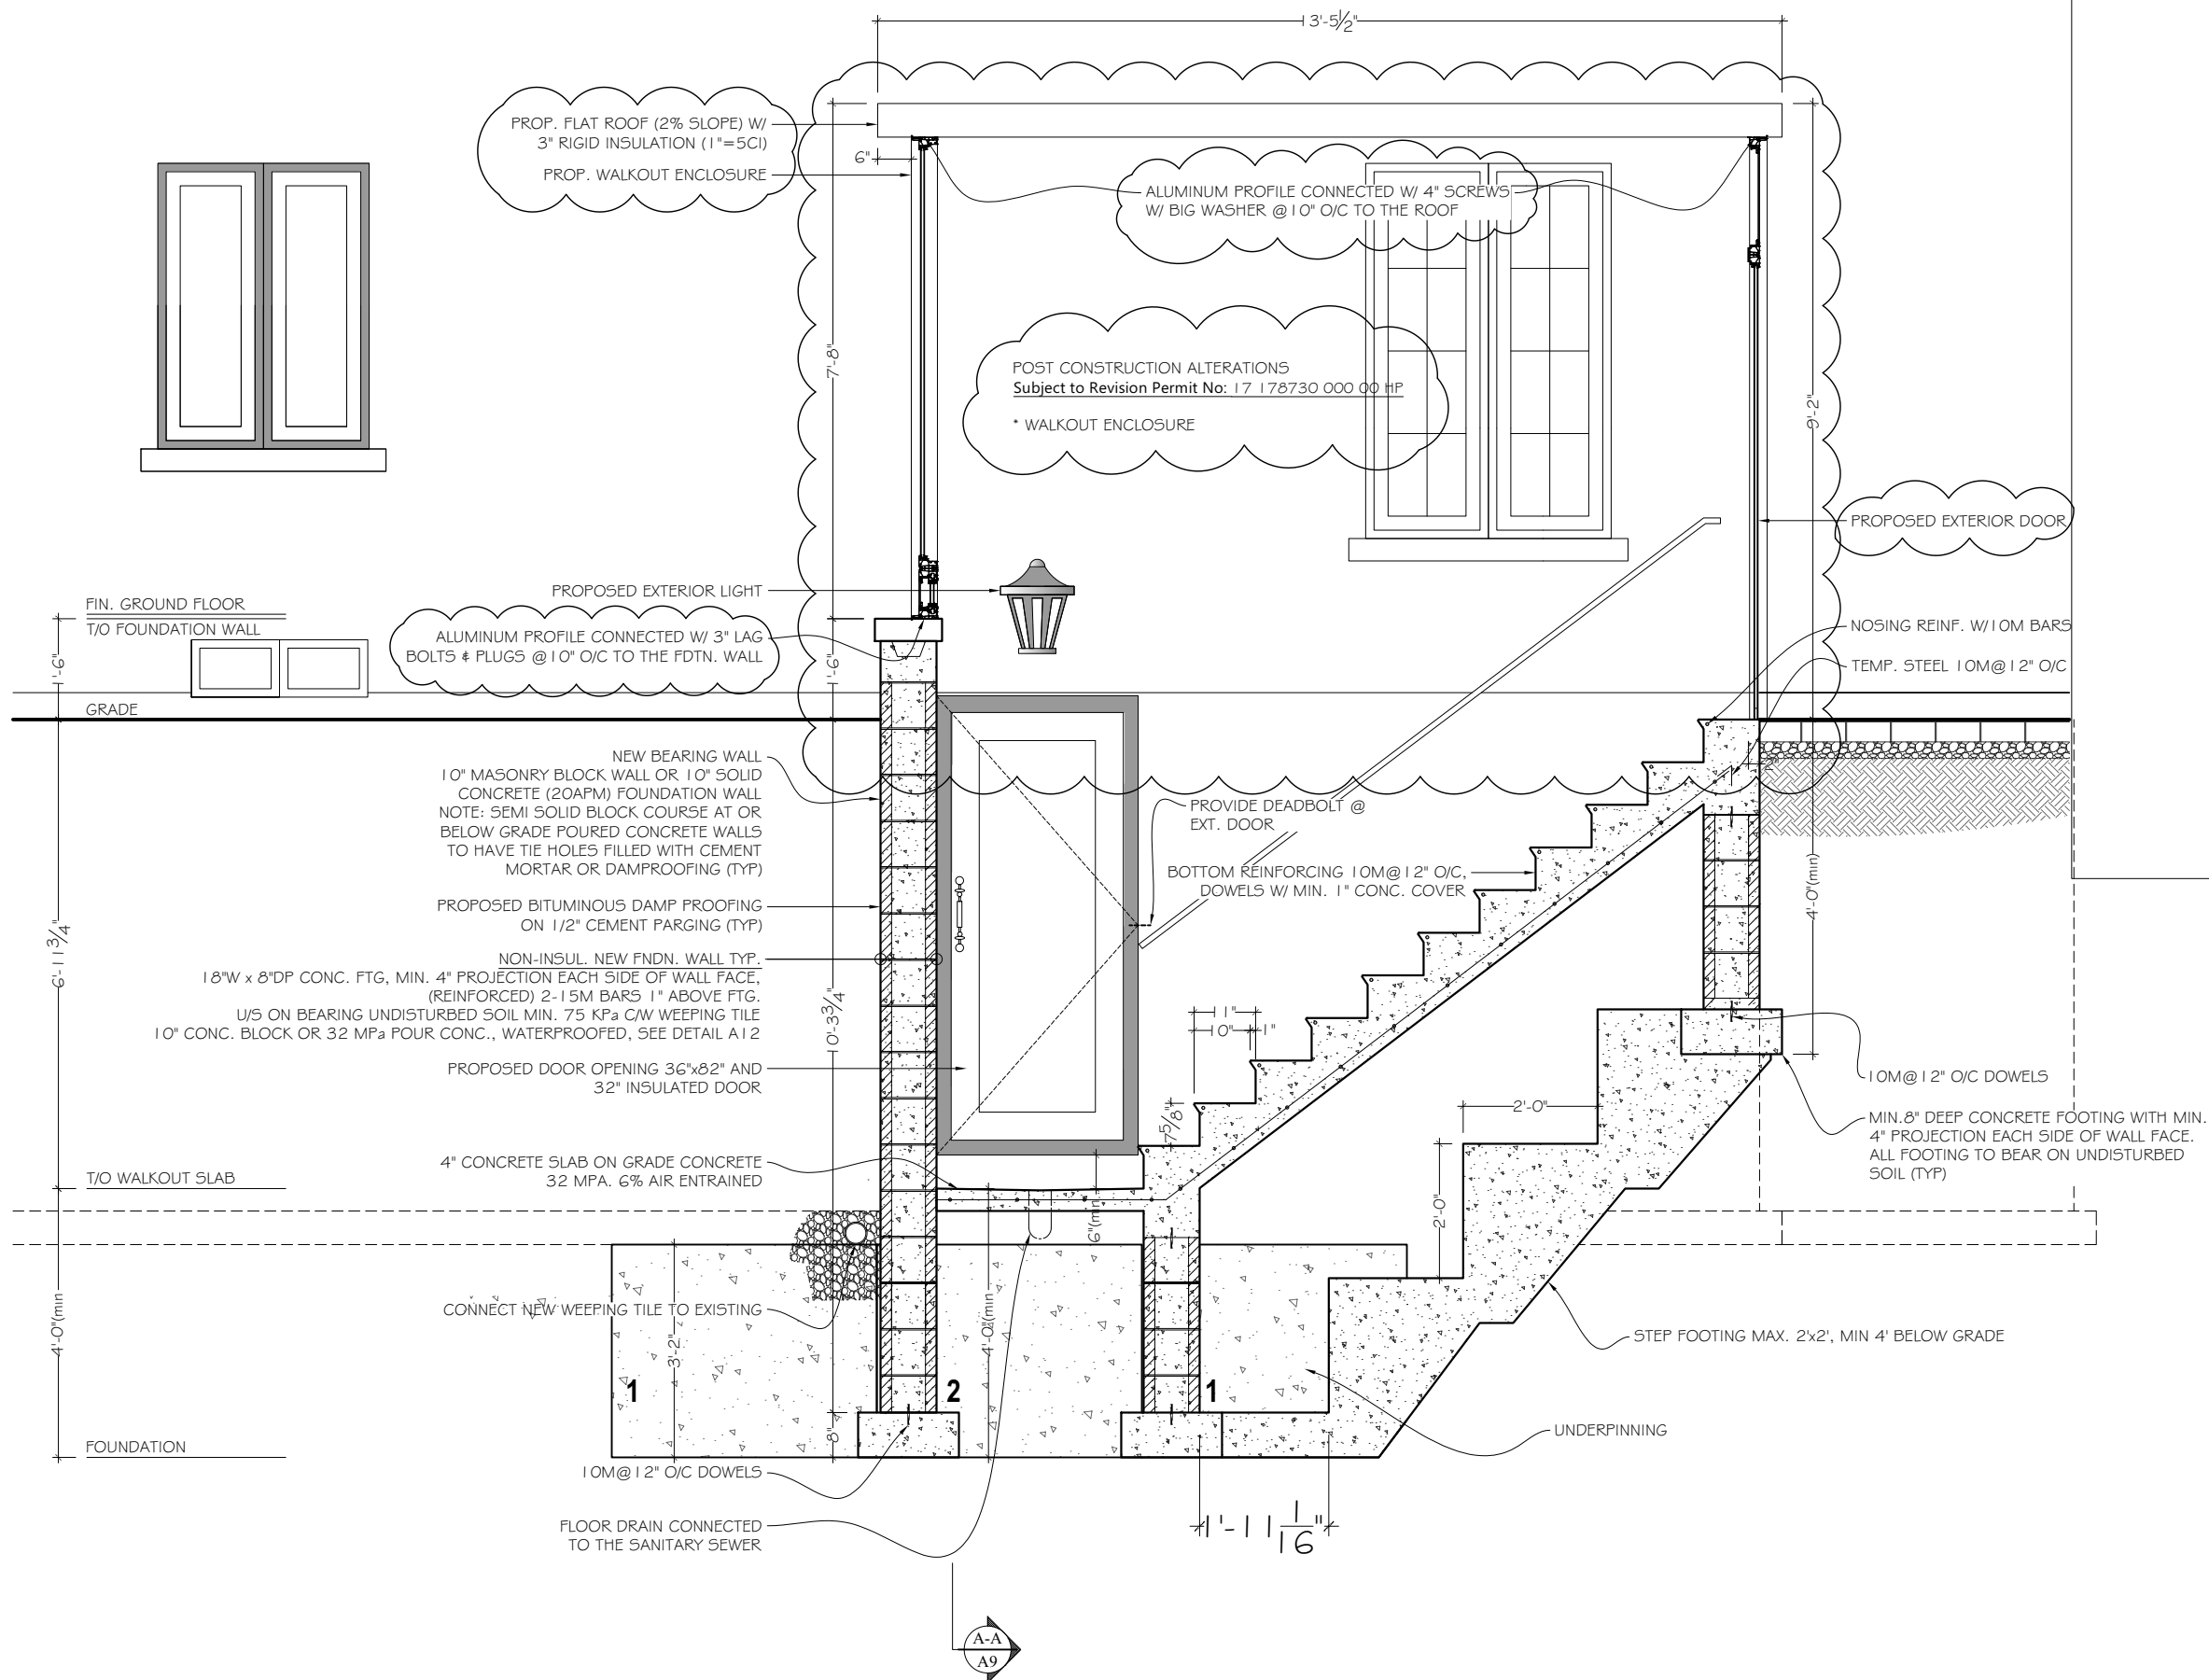 13'-5 1/2"
PROP. FLAT ROOF (2% SLOPE) W/
3" RIGID INSULATION (1"=5CI)
PROP. WALKOUT ENCLOSURE
6"
ALUMINUM PROFILE CONNECTED W/ 4" SCREWS
W/ BIG WASHER @10" O/C TO THE ROOF
7'-8"
9'-2"
POST CONSTRUCTION ALTERATIONS
Subject to Revision Permit No: 17 178730 000 00 HP
* WALKOUT ENCLOSURE
PROPOSED EXTERIOR DOOR
PROPOSED EXTERIOR LIGHT
FIN. GROUND FLOOR
T/O FOUNDATION WALL
ALUMINUM PROFILE CONNECTED W/ 3" LAG
BOLTS & PLUGS @10" O/C TO THE FDTN. WALL
1'-6"
1'-6"
NOSING REINF. W/10M BARS
TEMP. STEEL 10M@12" O/C
GRADE
2"
NEW BEARING WALL
10" MASONRY BLOCK WALL OR 10" SOLID
CONCRETE (20APM) FOUNDATION WALL
NOTE: SEMI SOLID BLOCK COURSE AT OR
BELOW GRADE POURED CONCRETE WALLS
TO HAVE TIE HOLES FILLED WITH CEMENT
MORTAR OR DAMPROOFING (TYP)
PROVIDE DEADBOLT @
EXT. DOOR
BOTTOM REINFORCING 10M@12" O/C,
DOWELS W/ MIN. 1" CONC. COVER
4'-0"(min)
PROPOSED BITUMINOUS DAMP PROOFING
ON 1/2" CEMENT PARGING (TYP)
6'-11 3/4"
NON-INSUL. NEW FNDN. WALL TYP.
18"W x 8"DP CONC. FTG, MIN. 4" PROJECTION EACH SIDE OF WALL FACE,
(REINFORCED) 2-15M BARS 1" ABOVE FTG.
U/S ON BEARING UNDISTURBED SOIL MIN. 75 KPa C/W WEEPING TILE
10" CONC. BLOCK OR 32 MPa POUR CONC., WATERPROOFED, SEE DETAIL A12
10'-3 3/4"
11"
10"
1"
PROPOSED DOOR OPENING 36"x82" AND
32" INSULATED DOOR
10M@12" O/C DOWELS
7 5/8"
2'-0"
MIN.8" DEEP CONCRETE FOOTING WITH MIN.
4" PROJECTION EACH SIDE OF WALL FACE.
ALL FOOTING TO BEAR ON UNDISTURBED
SOIL (TYP)
4" CONCRETE SLAB ON GRADE CONCRETE
32 MPA. 6% AIR ENTRAINED
T/O WALKOUT SLAB
6"(min
2'-0"
4'-0"(min
CONNECT NEW WEEPING TILE TO EXISTING
3'-2"
4'-0"(min
STEP FOOTING MAX. 2'x2', MIN 4' BELOW GRADE
1
2
1
8"
UNDERPINNING
FOUNDATION
10M@12" O/C DOWELS
FLOOR DRAIN CONNECTED
TO THE SANITARY SEWER
1'-11 1/16"
A-A
A9